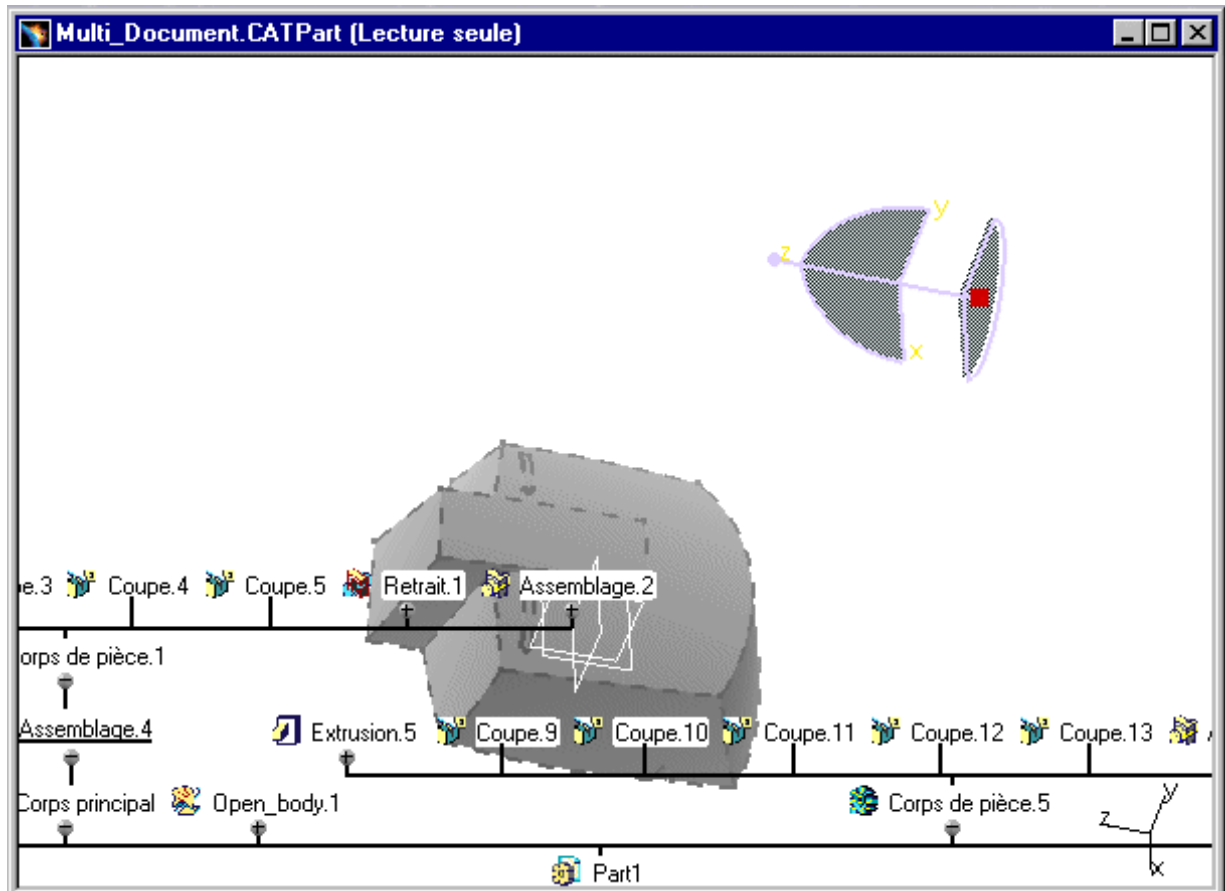 Multi_Document.CATPart (Lecture seule)
y
z
x
e.3 Coupe.4 Coupe.5 Retrait.1 Assemblage.2
orps de pièce.1
Assemblage.4 Extrusion.5 Coupe.9 Coupe.10 Coupe.11 Coupe.12 Coupe.13
Corps principal Open_body.1 Corps de pièce.5
y
z
x
Part1